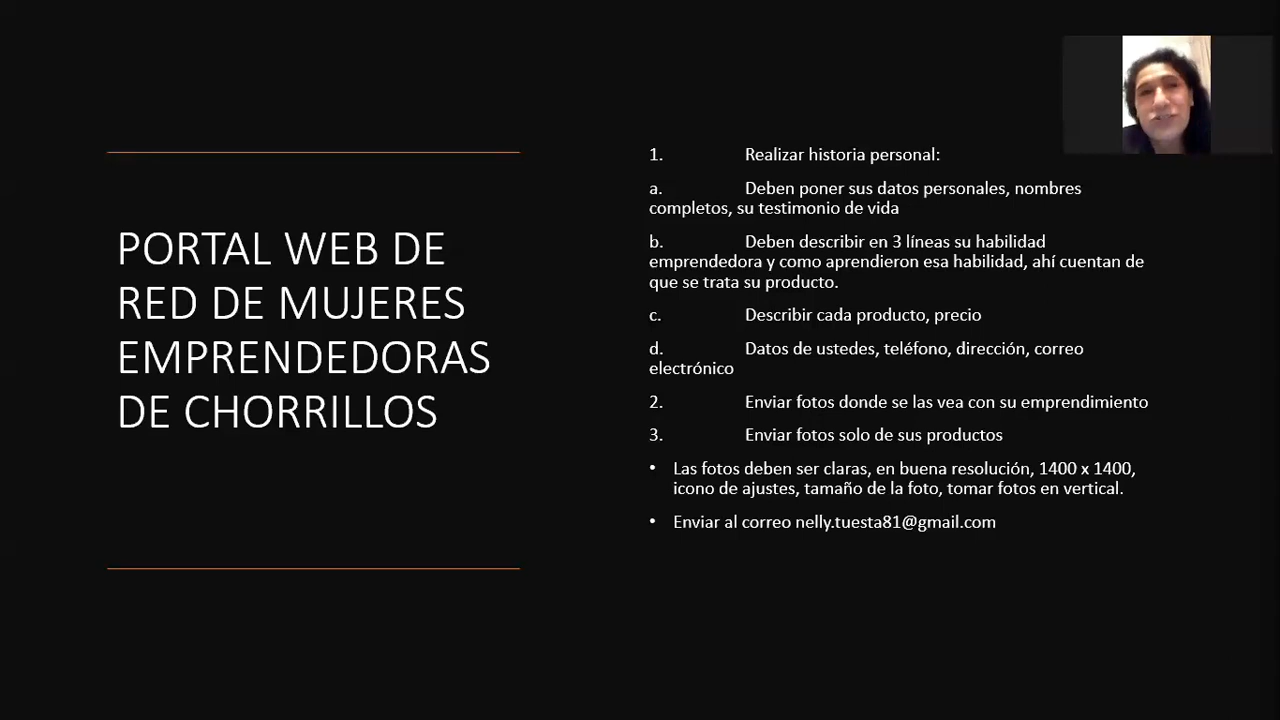 PORTAL WEB DE
RED DE MUJERES
EMPRENDEDORAS
DE CHORRILLOS
1. Realizar historia personal:
a. Deben poner sus datos personales, nombres
completos, su testimonio de vida
b. Deben describir en 3 líneas su habilidad
emprendedora y como aprendieron esa habilidad, ahí cuentan de
que se trata su producto.
c. Describir cada producto, precio
d. Datos de ustedes, teléfono, dirección, correo
electrónico
2. Enviar fotos donde se las vea con su emprendimiento
3. Enviar fotos solo de sus productos
• Las fotos deben ser claras, en buena resolución, 1400 x 1400,
icono de ajustes, tamaño de la foto, tomar fotos en vertical.
• Enviar al correo nelly.tuesta81@gmail.com